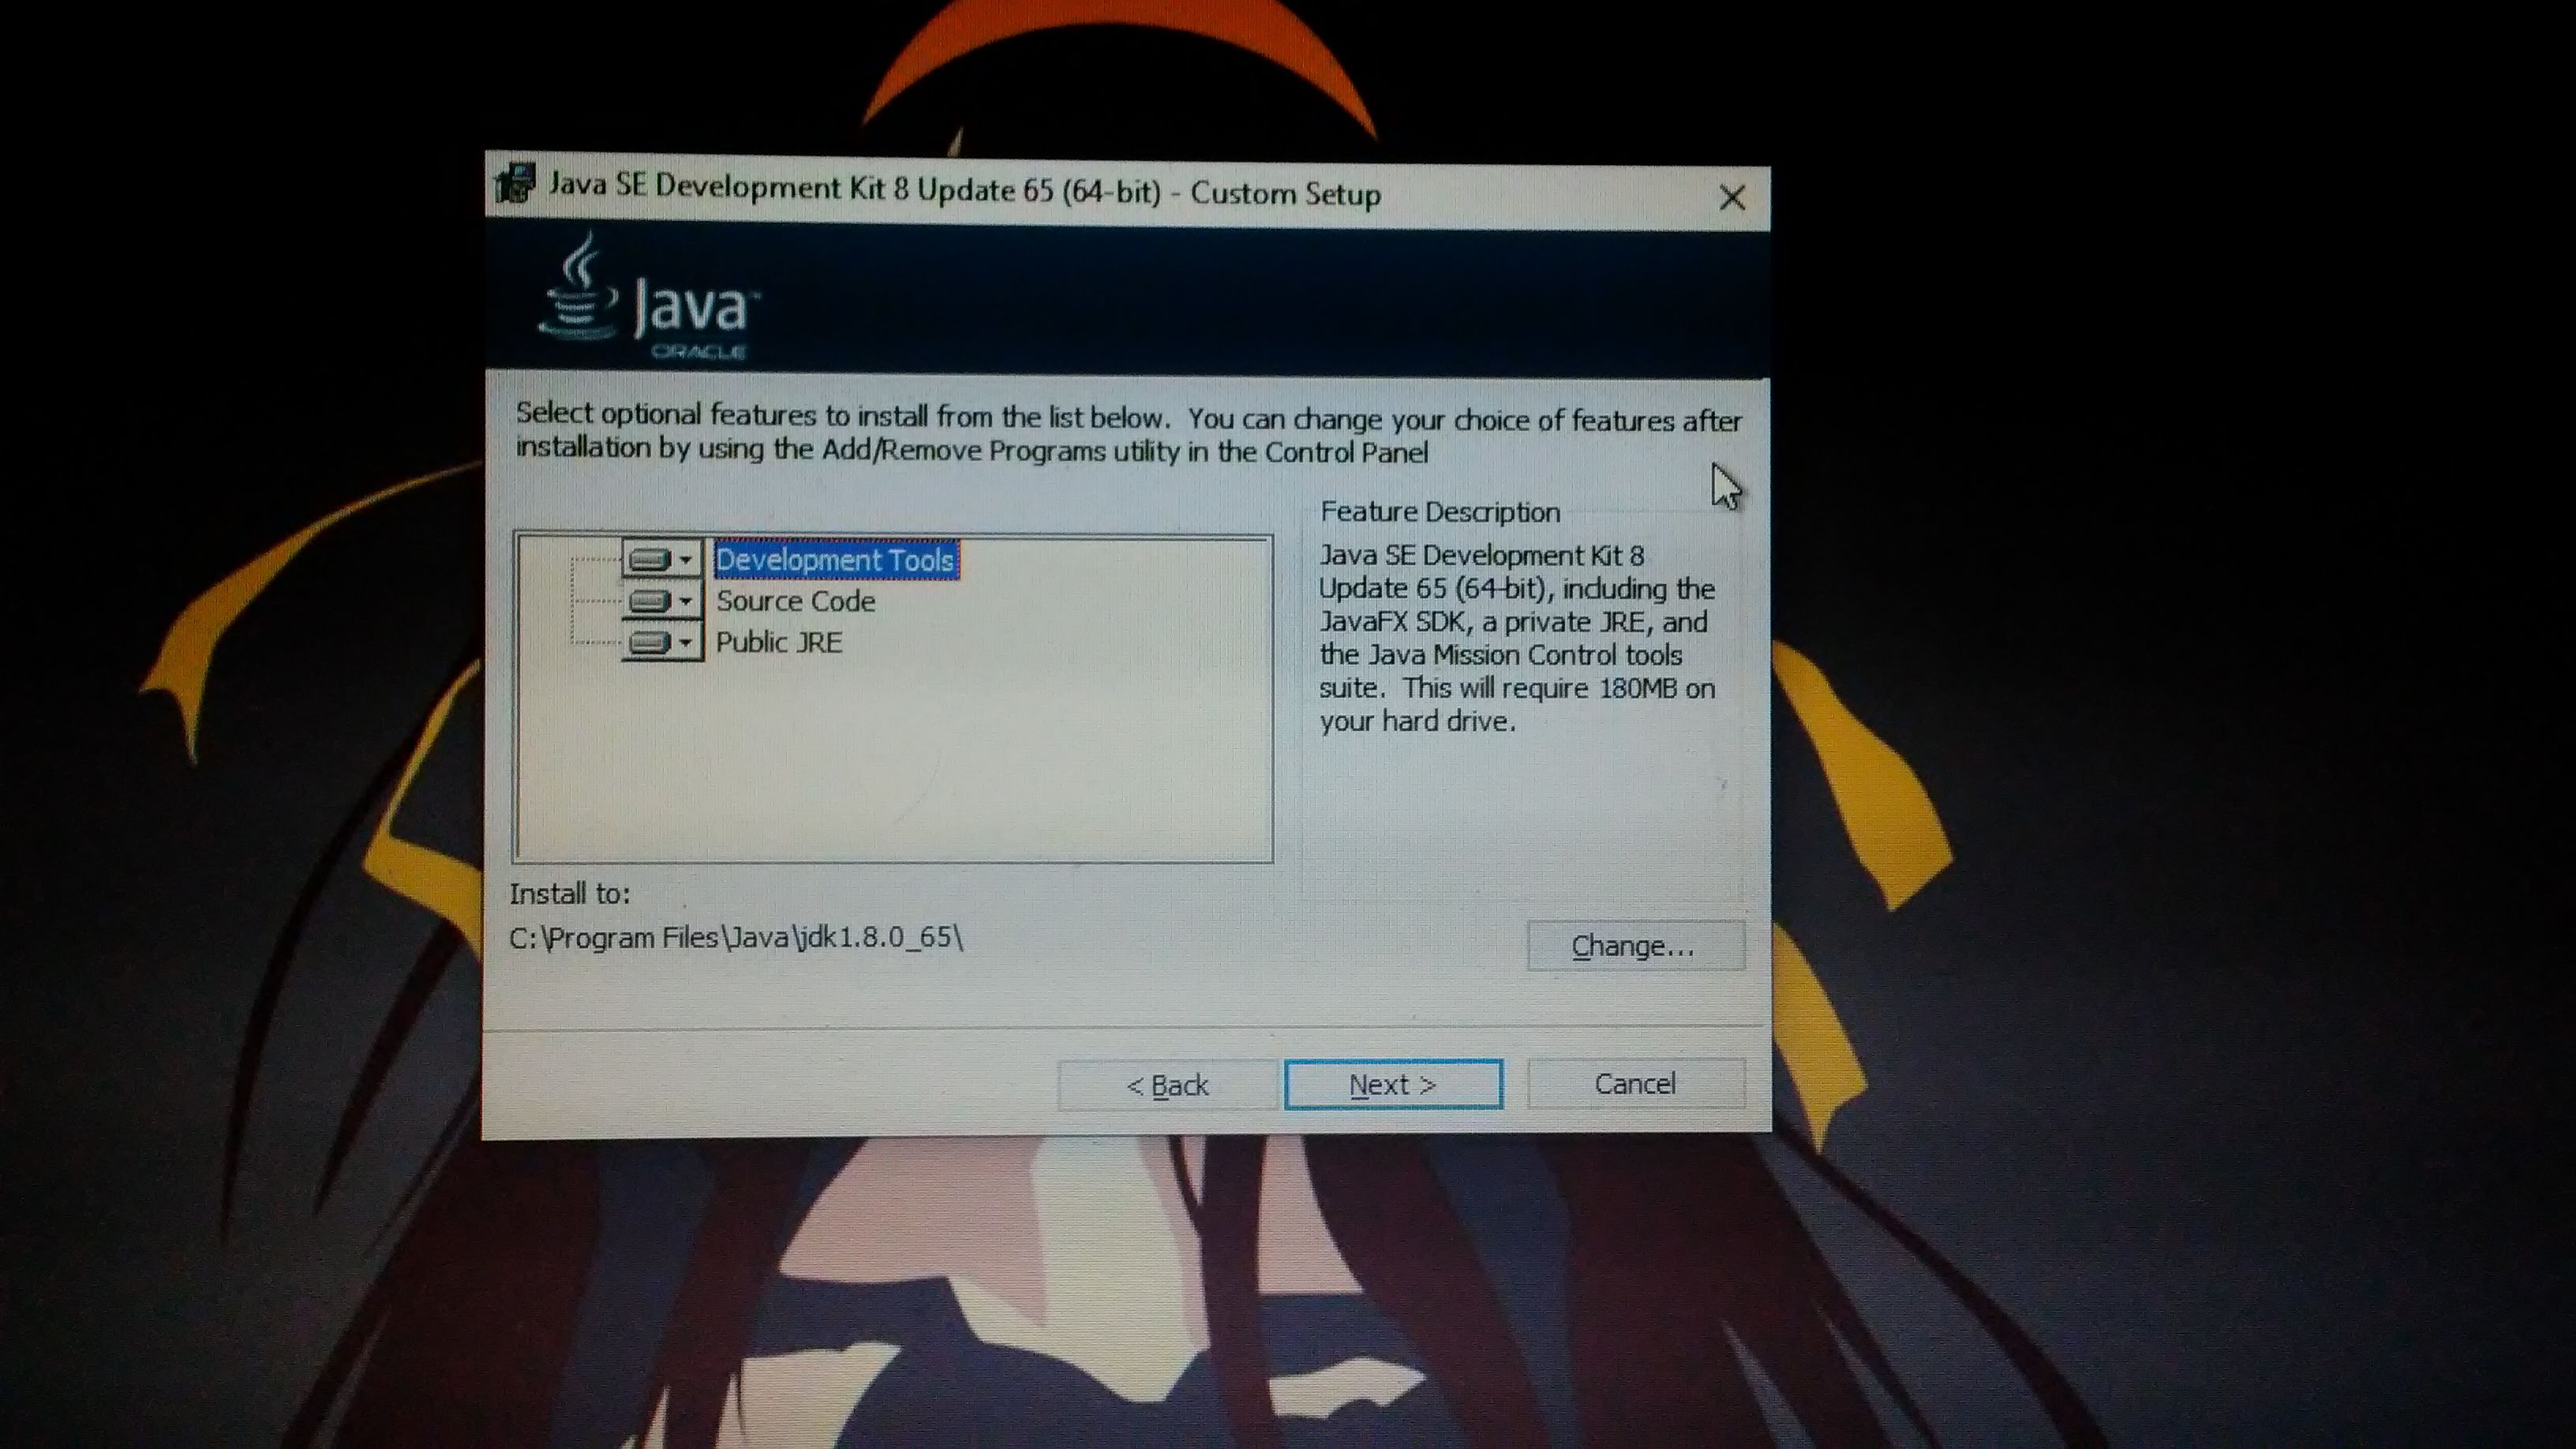 Java SE Development Kit 8 Update 65 (64-bit) - Custom Setup
Java™
ORACLE
Select optional features to install from the list below.  You can change your choice of features after
installation by using the Add/Remove Programs utility in the Control Panel
Development Tools
Source Code
Public JRE
Feature Description
Java SE Development Kit 8
Update 65 (64-bit), including the
JavaFX SDK, a private JRE, and
the Java Mission Control tools
suite.  This will require 180MB on
your hard drive.
Install to:
C:\Program Files\Java\jdk1.8.0_65\
Change...
< Back
Next >
Cancel